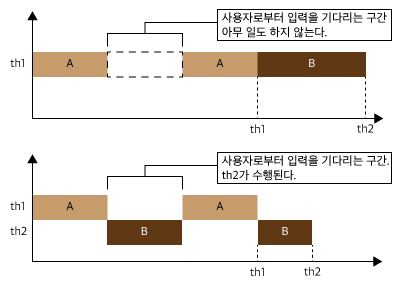 사용자로부터 입력을 기다리는 구간
아무 일도 하지 않는다.
th1
A
A
B
th1
th2
사용자로부터 입력을 기다리는 구간.
th2가 수행된다.
th1
A
A
th2
B
B
th1
th2